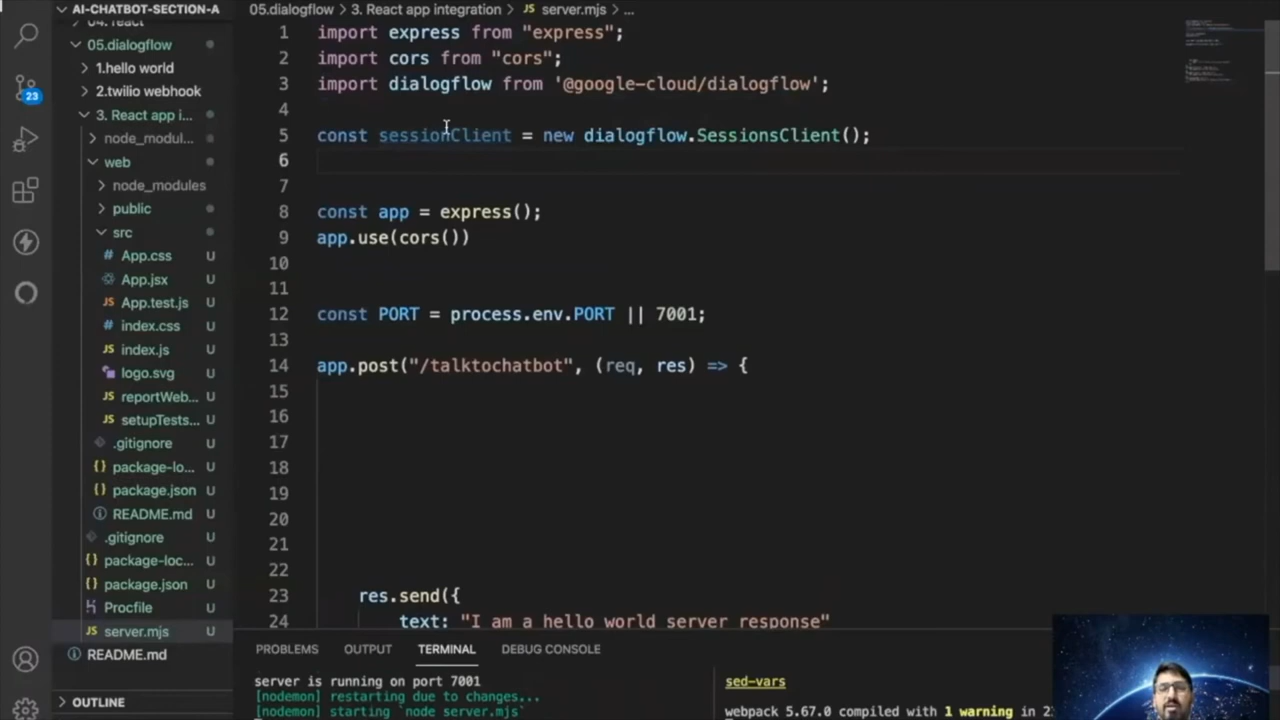 AI-CHATBOT-SECTION-A
05.dialogflow > 3. React app integration > JS server.mjs > ...
05.dialogflow
1.hello world
2.twilio webhook
3. React app i...
node_modul...
web
node_modules
public
src
# App.css U
App.jsx U
JS App.test.js U
# index.css U
JS index.js U
logo.svg U
JS reportWeb... U
JS setupTests... U
.gitignore U
{} package-lo... U
{} package.json U
README.md U
.gitignore U
{} package-loc... U
{} package.json U
Procfile U
JS server.mjs U
README.md
OUTLINE
23
1 import express from "express";
2 import cors from "cors";
3 import dialogflow from '@google-cloud/dialogflow';
4
5 const sessionClient = new dialogflow.SessionsClient();
6
7
8 const app = express();
9 app.use(cors())
10
11
12 const PORT = process.env.PORT || 7001;
13
14 app.post("/talktochatbot", (req, res) => {
15
16
17
18
19
20
21
22
23 res.send({
24 text: "I am a hello world server response"
PROBLEMS OUTPUT TERMINAL DEBUG CONSOLE
server is running on port 7001
[nodemon] restarting due to changes...
[nodemon] starting `node server.mjs`
sed-vars
webpack 5.67.0 compiled with 1 warning in